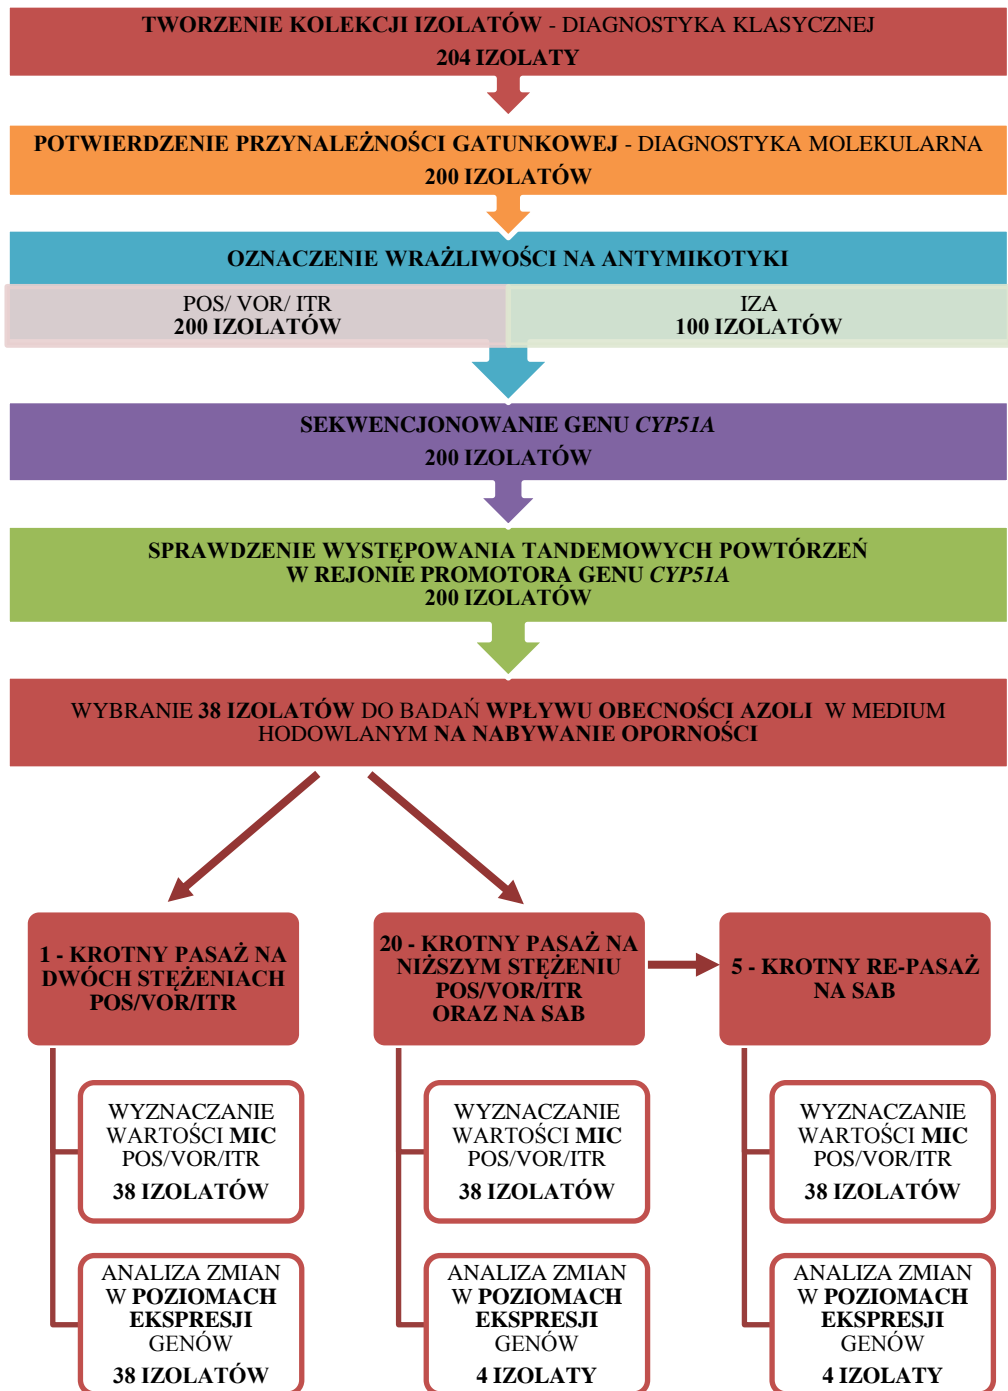 TWORZENIE KOLEKCJI IZOLATÓW - DIAGNOSTYKA KLASYCZNEJ
204 IZOLATY
POTWIERDZENIE PRZYNALEŻNOŚCI GATUNKOWEJ - DIAGNOSTYKA MOLEKULARNA
200 IZOLATÓW
OZNACZENIE WRAŻLIWOŚCI NA ANTYMIKOTYKI
POS/ VOR/ ITR
200 IZOLATÓW
IZA
100 IZOLATÓW
SEKWENCJONOWANIE GENU CYP51A
200 IZOLATÓW
SPRAWDZENIE WYSTĘPOWANIA TANDEMOWYCH POWTÓRZEŃ
W REJONIE PROMOTORA GENU CYP51A
200 IZOLATÓW
WYBRANIE 38 IZOLATÓW DO BADAŃ WPŁYWU OBECNOŚCI AZOLI W MEDIUM
HODOWLANYM NA NABYWANIE OPORNOŚCI
1 - KROTNY PASAŻ NA
DWÓCH STĘŻENIACH
POS/VOR/ITR
20 - KROTNY PASAŻ NA
NIŻSZYM STĘŻENIU
POS/VOR/ITR
ORAZ NA SAB
5 - KROTNY RE-PASAŻ
NA SAB
WYZNACZANIE
WARTOŚCI MIC
POS/VOR/ITR
38 IZOLATÓW
WYZNACZANIE
WARTOŚCI MIC
POS/VOR/ITR
38 IZOLATÓW
WYZNACZANIE
WARTOŚCI MIC
POS/VOR/ITR
38 IZOLATÓW
ANALIZA ZMIAN
W POZIOMACH
EKSPRESJI
GENÓW
38 IZOLATÓW
ANALIZA ZMIAN
W POZIOMACH
EKSPRESJI
GENÓW
4 IZOLATY
ANALIZA ZMIAN
W POZIOMACH
EKSPRESJI
GENÓW
4 IZOLATY